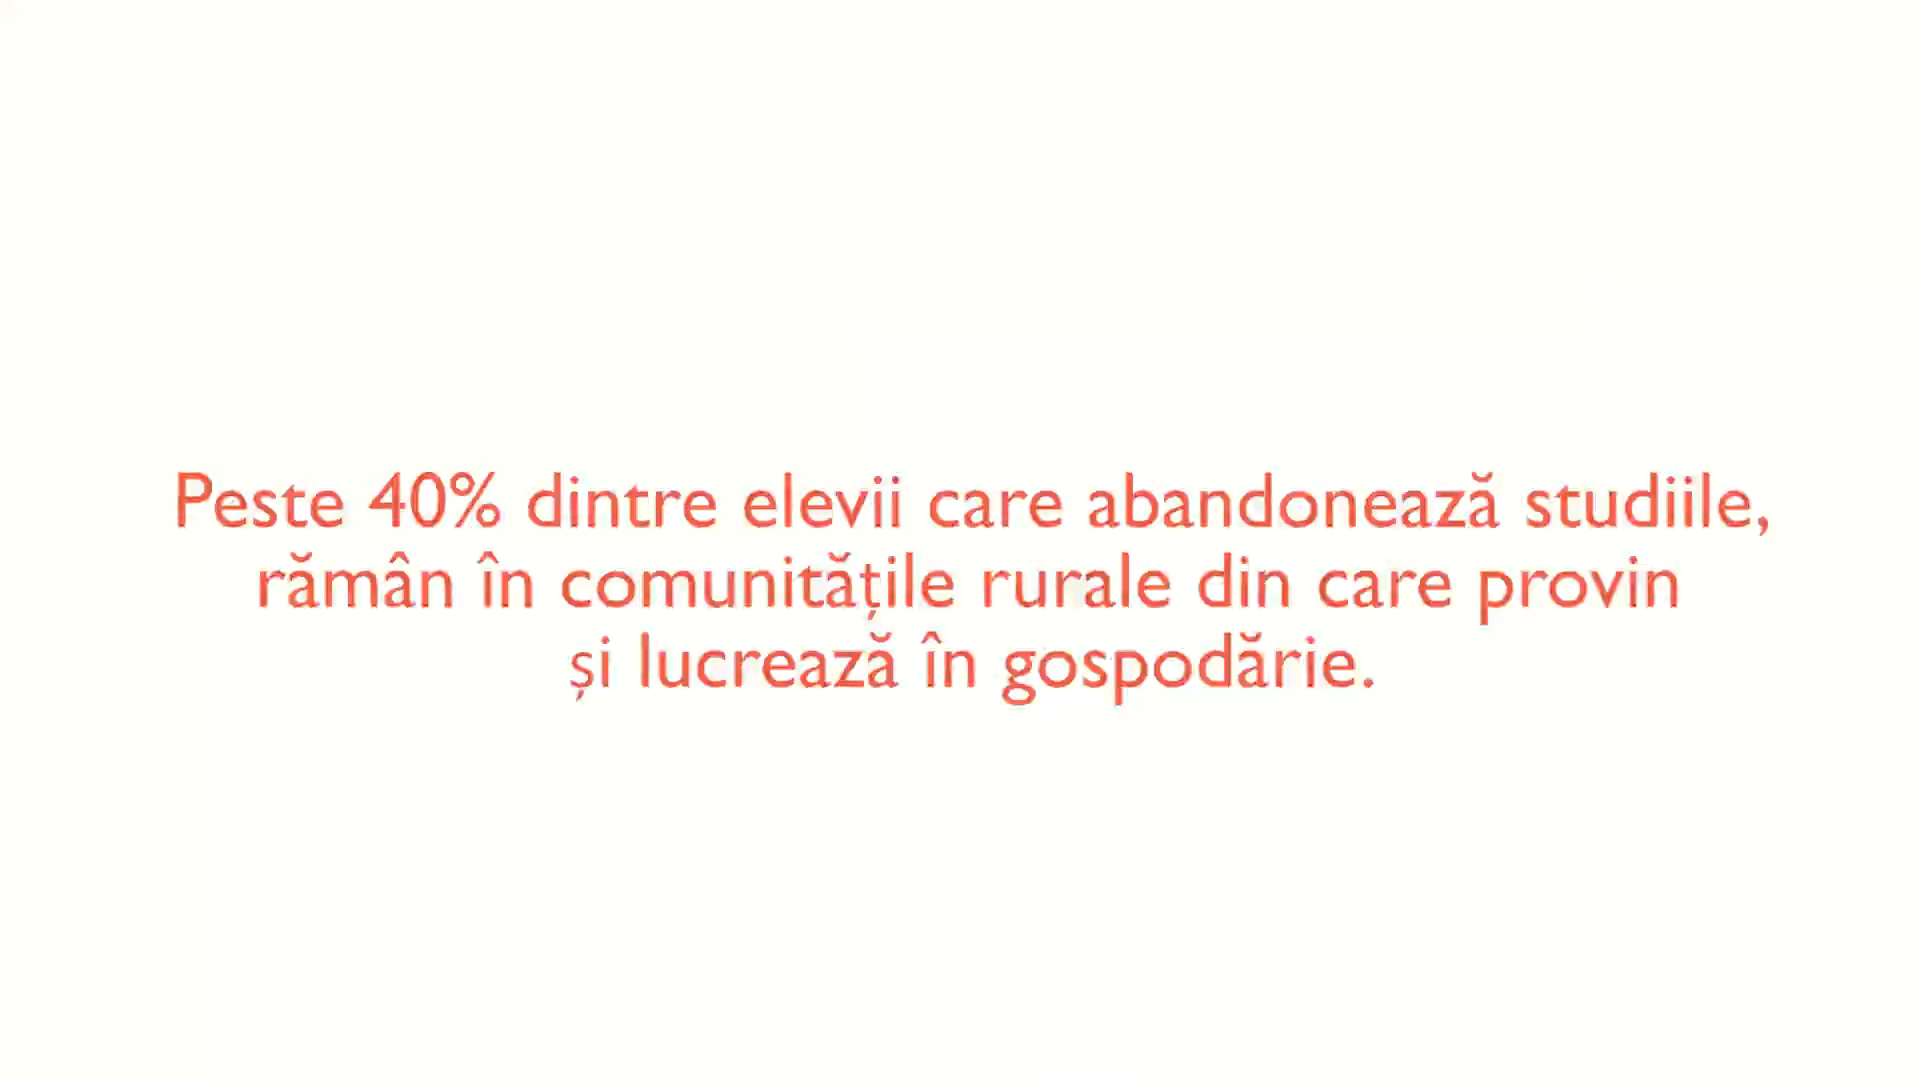 Peste 40% dintre elevii care abandonează studiile,
rămân în comunitățile rurale din care provin
și lucrează în gospodărie.